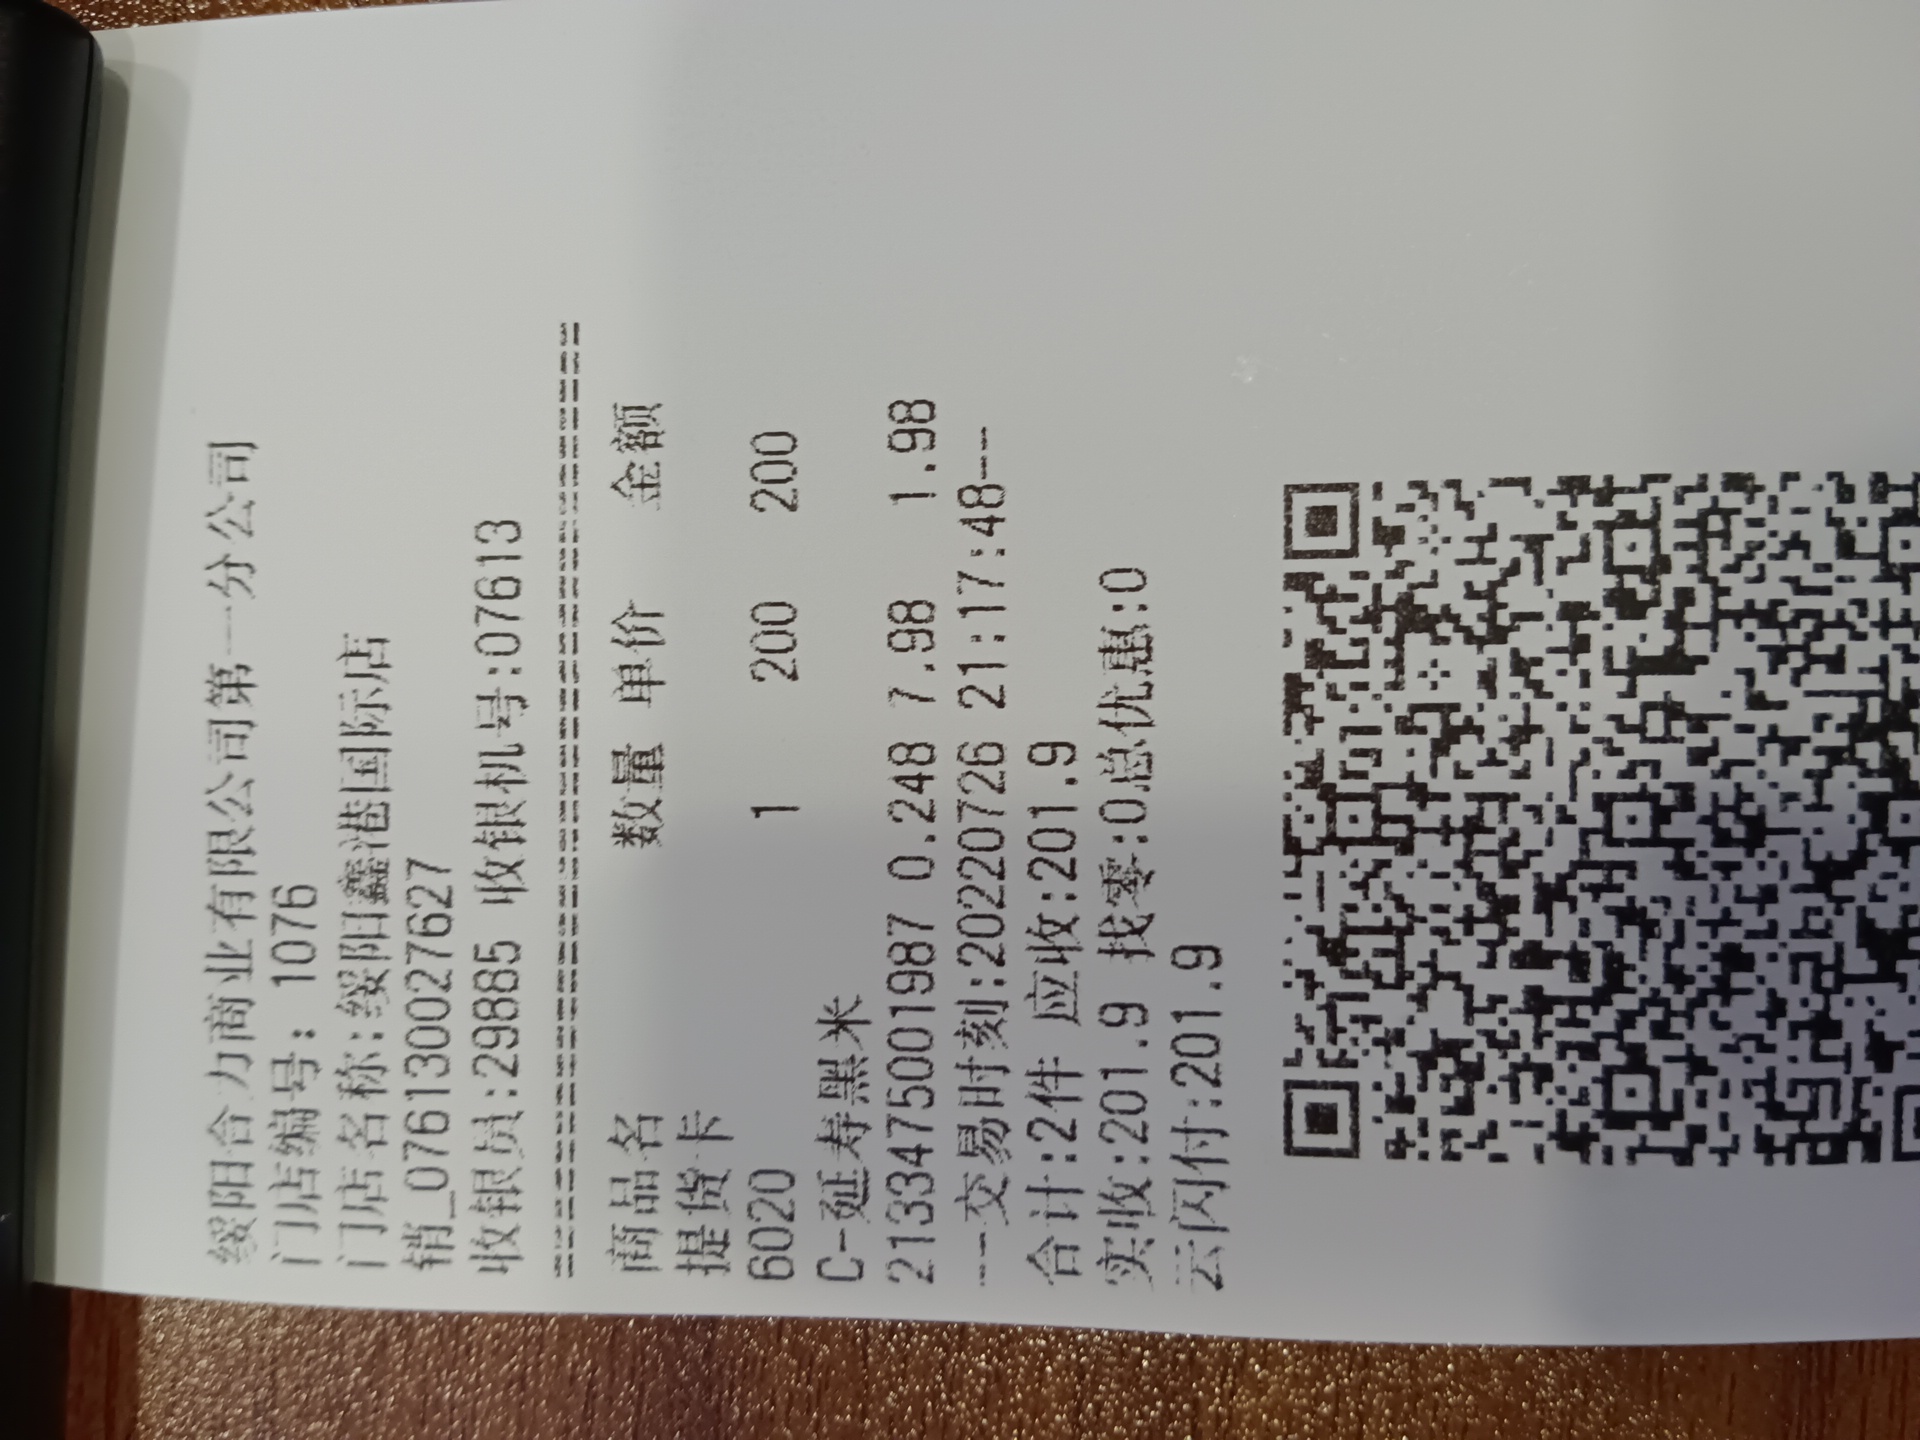 绥阳合力商业有限公司第一分公司
门店编号: 1076
门店名称:绥阳鑫港国际店
销_076130027627
收银员:29885 收银机号:07613
================================
商品名 数量 单价 金额
提货卡
6020 1 200 200
C-延寿黑米
2133475001987 0.248 7.98 1.98
---交易时刻:20220726 21:17:48---
合计:2件 应收:201.9
实收:201.9 找零:0总优惠:0
云闪付:201.9